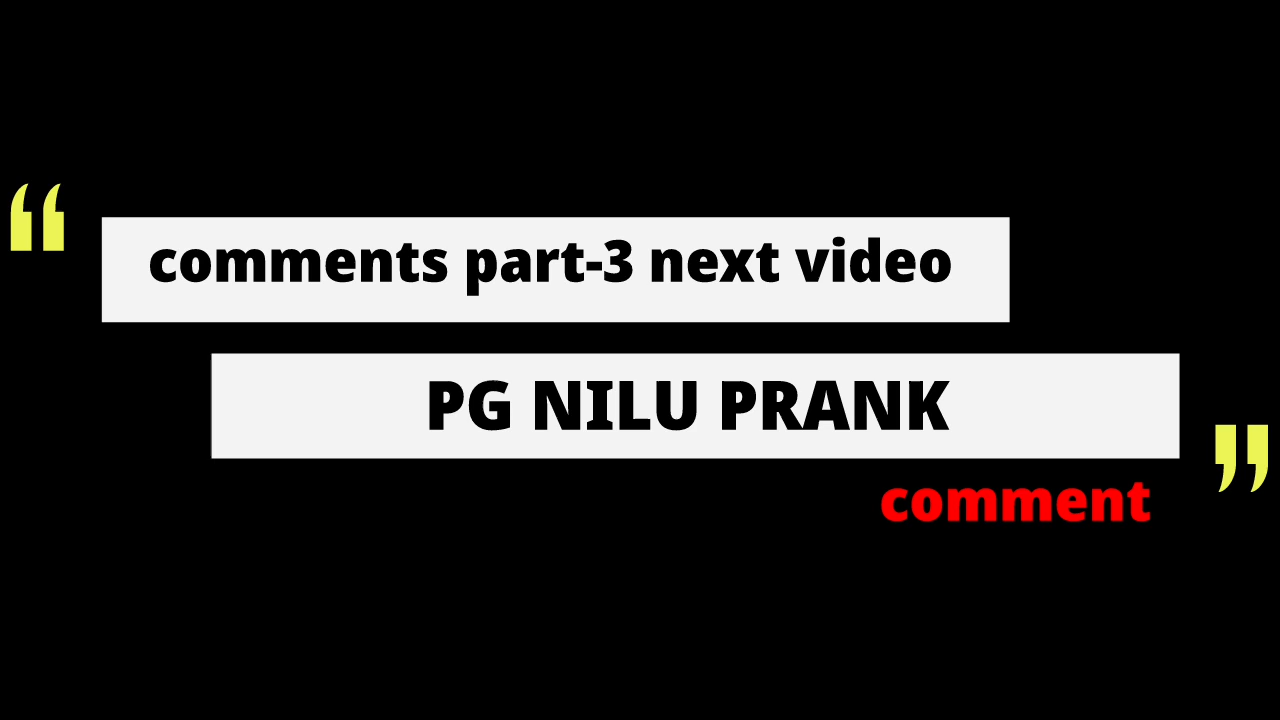 “
comments part-3 next video
PG NILU PRANK
”
comment